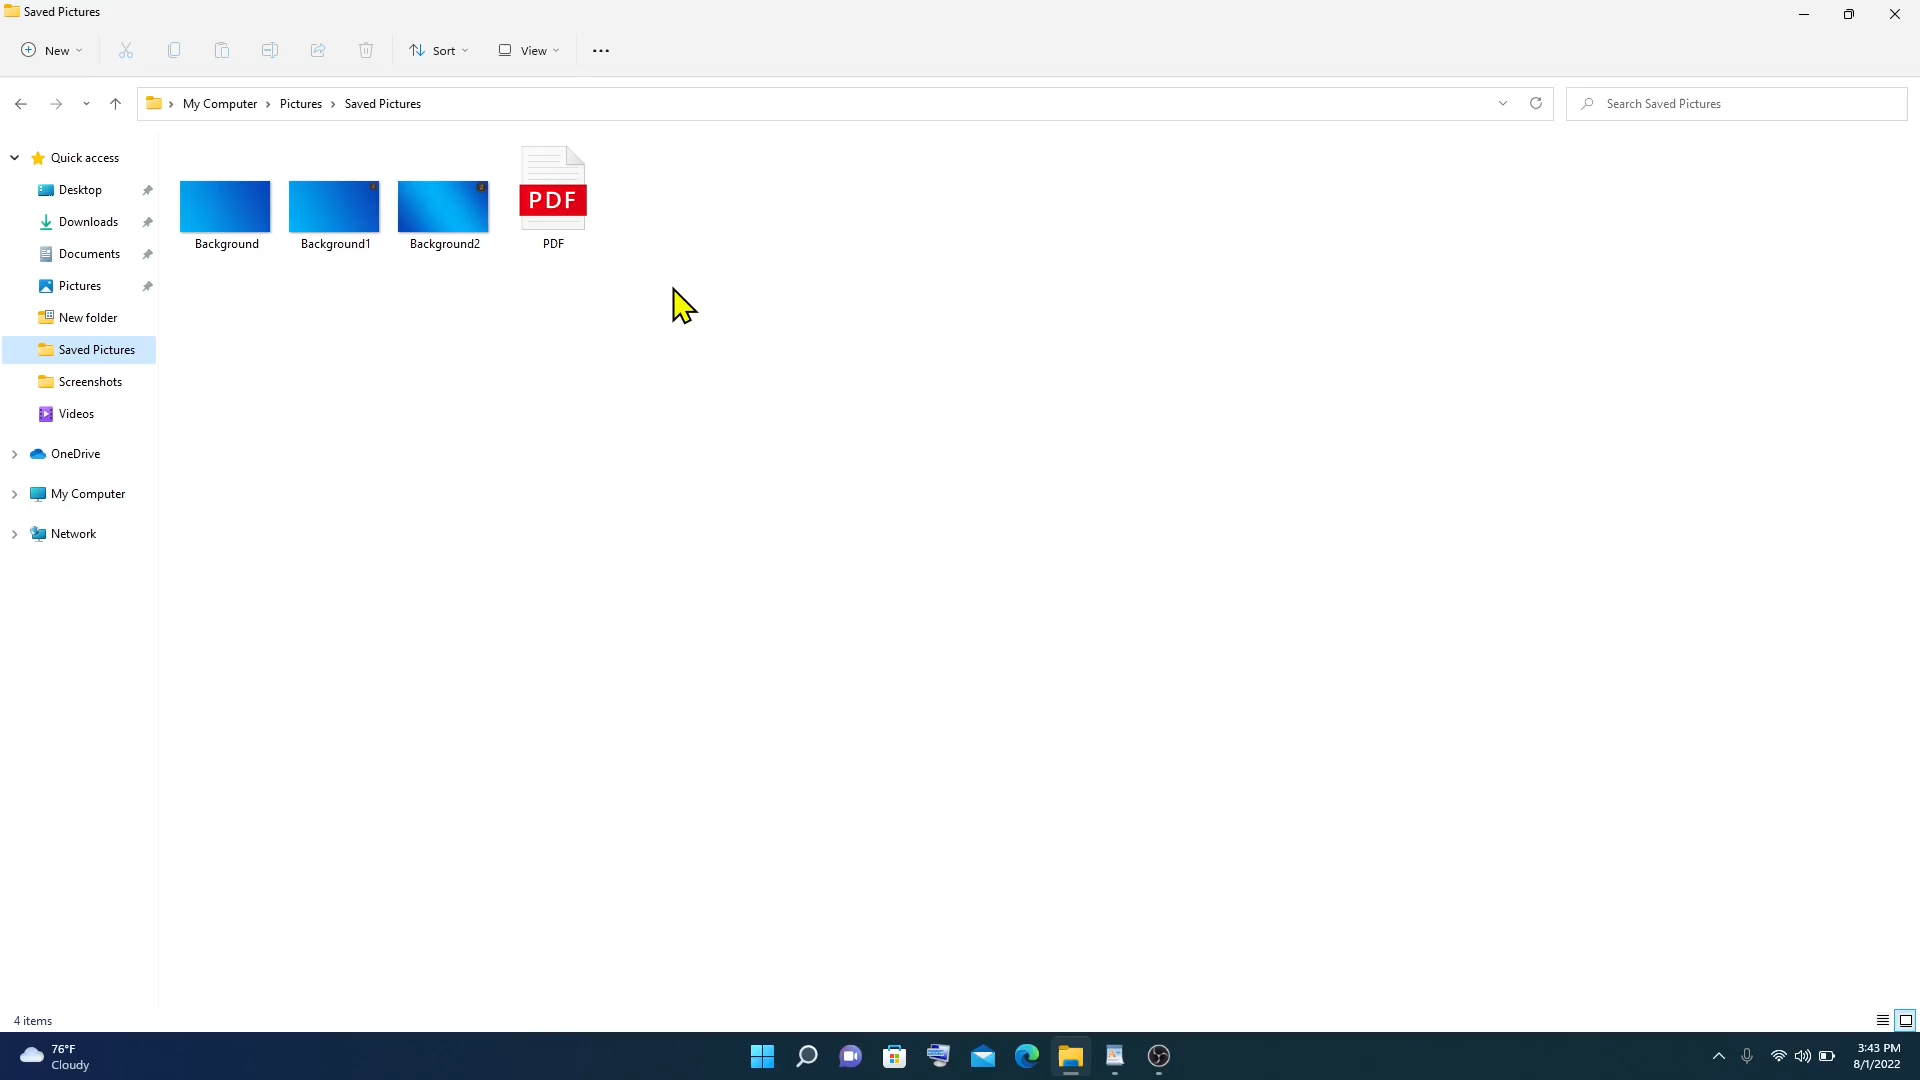 Saved Pictures
New
Sort
View
My Computer > Pictures > Saved Pictures
Search Saved Pictures
Quick access
Desktop
Downloads
Documents
Pictures
New folder
Saved Pictures
Screenshots
Videos
OneDrive
My Computer
Network
PDF
Background
Background1
Background2
PDF
4 items
76°F
Cloudy
3:43 PM
8/1/2022